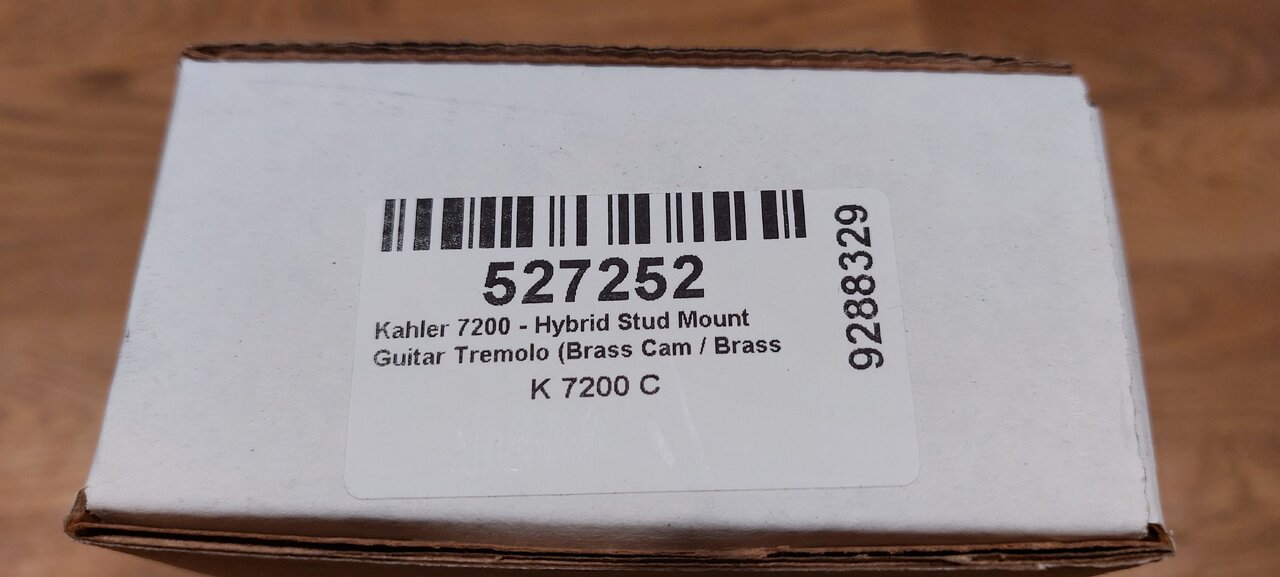 527252
Kahler 7200 - Hybrid Stud Mount
Guitar Tremolo (Brass Cam / Brass
K 7200 C
9288329